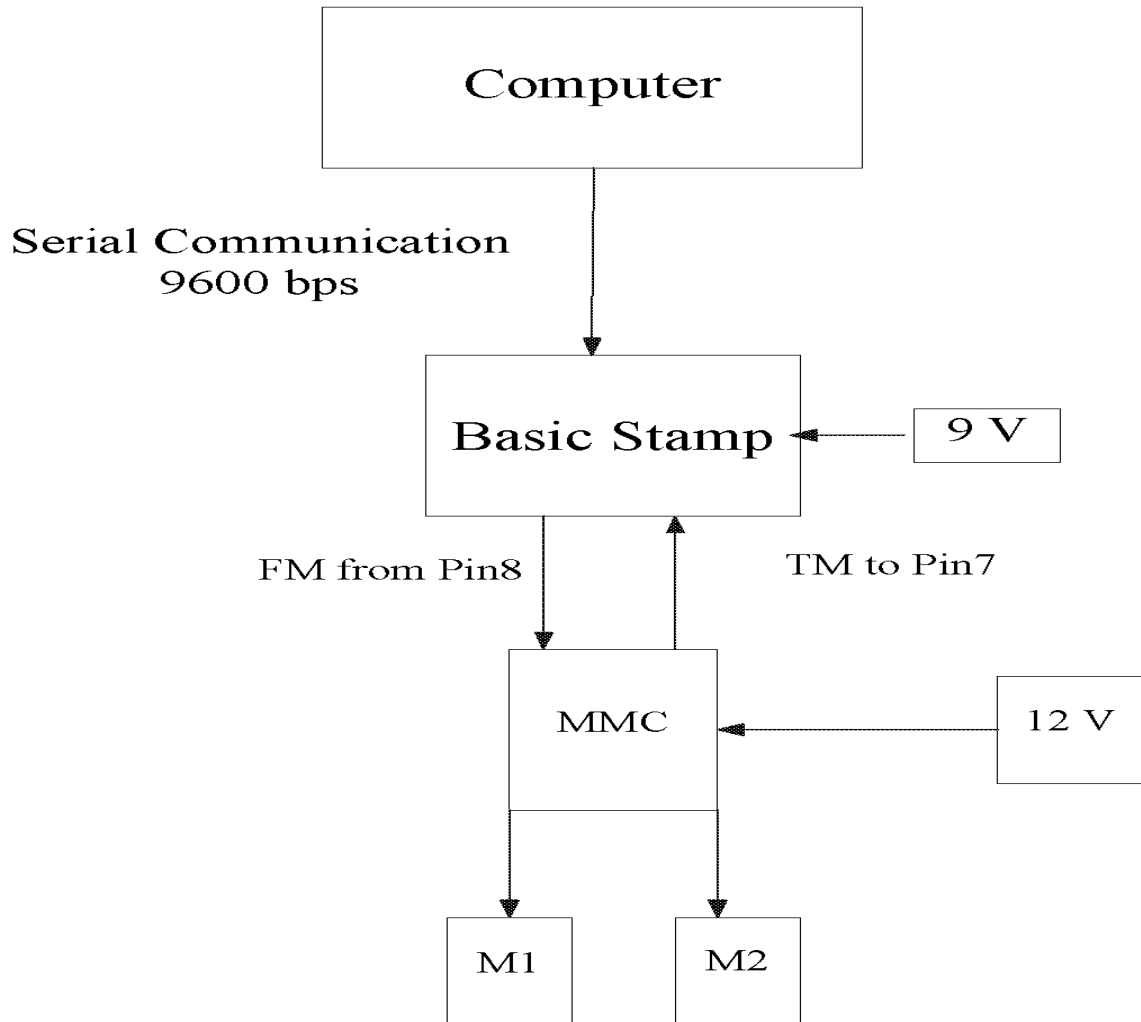 Computer
Serial Communication
9600 bps
Basic Stamp
9 V
FM from Pin8
TM to Pin7
MMC
12 V
M1
M2